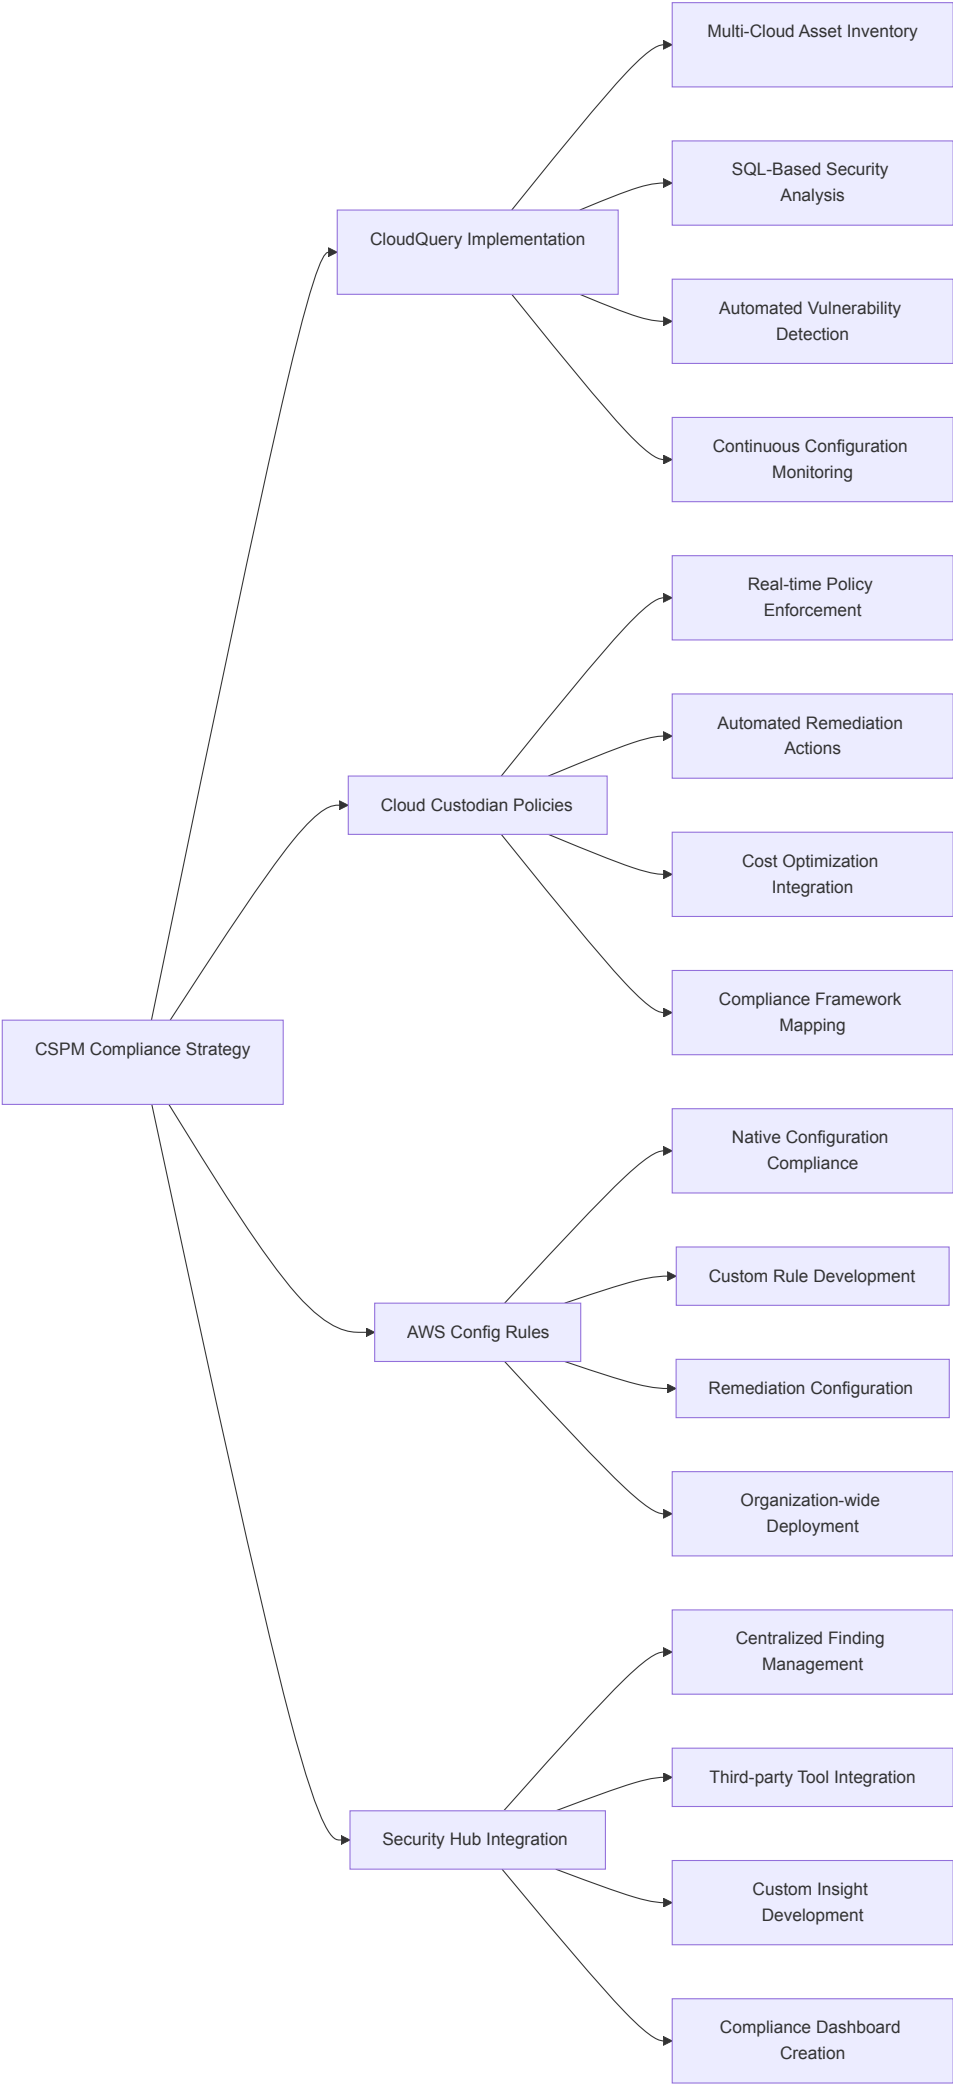 Multi-Cloud Asset Inventory
SQL-Based Security
Analysis
CloudQuery Implementation
Automated Vulnerability
Detection
Continuous Configuration
Monitoring
Real-time Policy
Enforcement
Automated Remediation
Actions
Cloud Custodian Policies
Cost Optimization
Integration
Compliance Framework
Mapping
CSPM Compliance Strategy
Native Configuration
Compliance
Custom Rule Development
AWS Config Rules
Remediation Configuration
Organization-wide
Deployment
Centralized Finding
Management
Third-party Tool Integration
Security Hub Integration
Custom Insight
Development
Compliance Dashboard
Creation